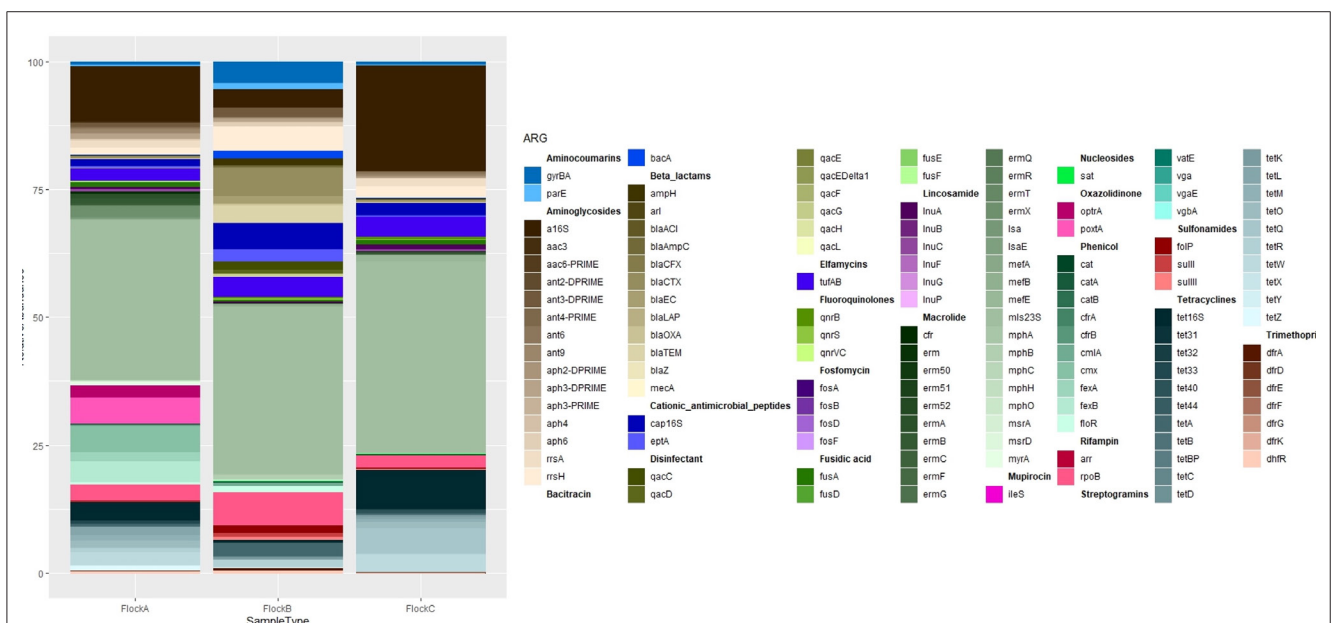 100
75
50
25
0
FlockA
FlockB
FlockC
SampleType
ARG
Aminocoumarins
gyrBA
parE
Aminoglycosides
a16S
aac3
aac6-PRIME
ant2-DPRIME
ant3-DPRIME
ant4-PRIME
ant6
ant9
aph2-DPRIME
aph3-DPRIME
aph3-PRIME
aph4
aph6
rrsA
rrsH
Bacitracin
bacA
Beta_lactams
ampH
arl
blaACI
blaAmpC
blaCFX
blaCTX
blaEC
blaLAP
blaOXA
blaTEM
blaZ
mecA
Cationic_antimicrobial_peptides
cap16S
eptA
Disinfectant
qacC
qacD
qacE
qacEDelta1
qacF
qacG
qacH
qacL
Elfamycins
tufAB
Fluoroquinolones
qnrB
qnrS
qnrVC
Fosfomycin
fosA
fosB
fosD
fosF
Fusidic acid
fusA
fusD
fusE
fusF
Lincosamide
lnuA
lnuB
lnuC
lnuF
lnuG
lnuP
Macrolide
cfr
erm
erm50
erm51
erm52
ermA
ermB
ermC
ermF
ermG
ermQ
ermR
ermT
ermX
lsa
lsaE
mefA
mefB
mefE
mls23S
mphA
mphB
mphC
mphH
mphO
msrA
msrD
myrA
Mupirocin
ileS
Nucleosides
sat
Oxazolidinone
optrA
poxtA
Phenicol
cat
catA
catB
cfrA
cfrB
cmlA
cmx
fexA
fexB
floR
Rifampin
arr
rpoB
Streptogramins
vatE
vga
vgaE
vgbA
Sulfonamides
folP
sulII
sulIII
Tetracyclines
tet16S
tet31
tet32
tet33
tet40
tet44
tetA
tetB
tetBP
tetC
tetD
tetK
tetL
tetM
tetO
tetQ
tetR
tetW
tetX
tetY
tetZ
Trimethopri
dfrA
dfrD
dfrE
dfrF
dfrG
dfrK
dhfR